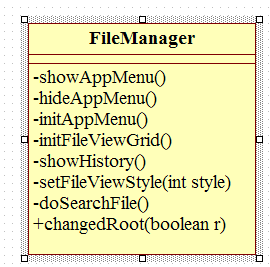 FileManager
-showAppMenu()
-hideAppMenu()
-initAppMenu()
-initFileViewGrid()
-showHistory()
-setFileViewStyle(int style)
-doSearchFile()
+changedRoot(boolean r)